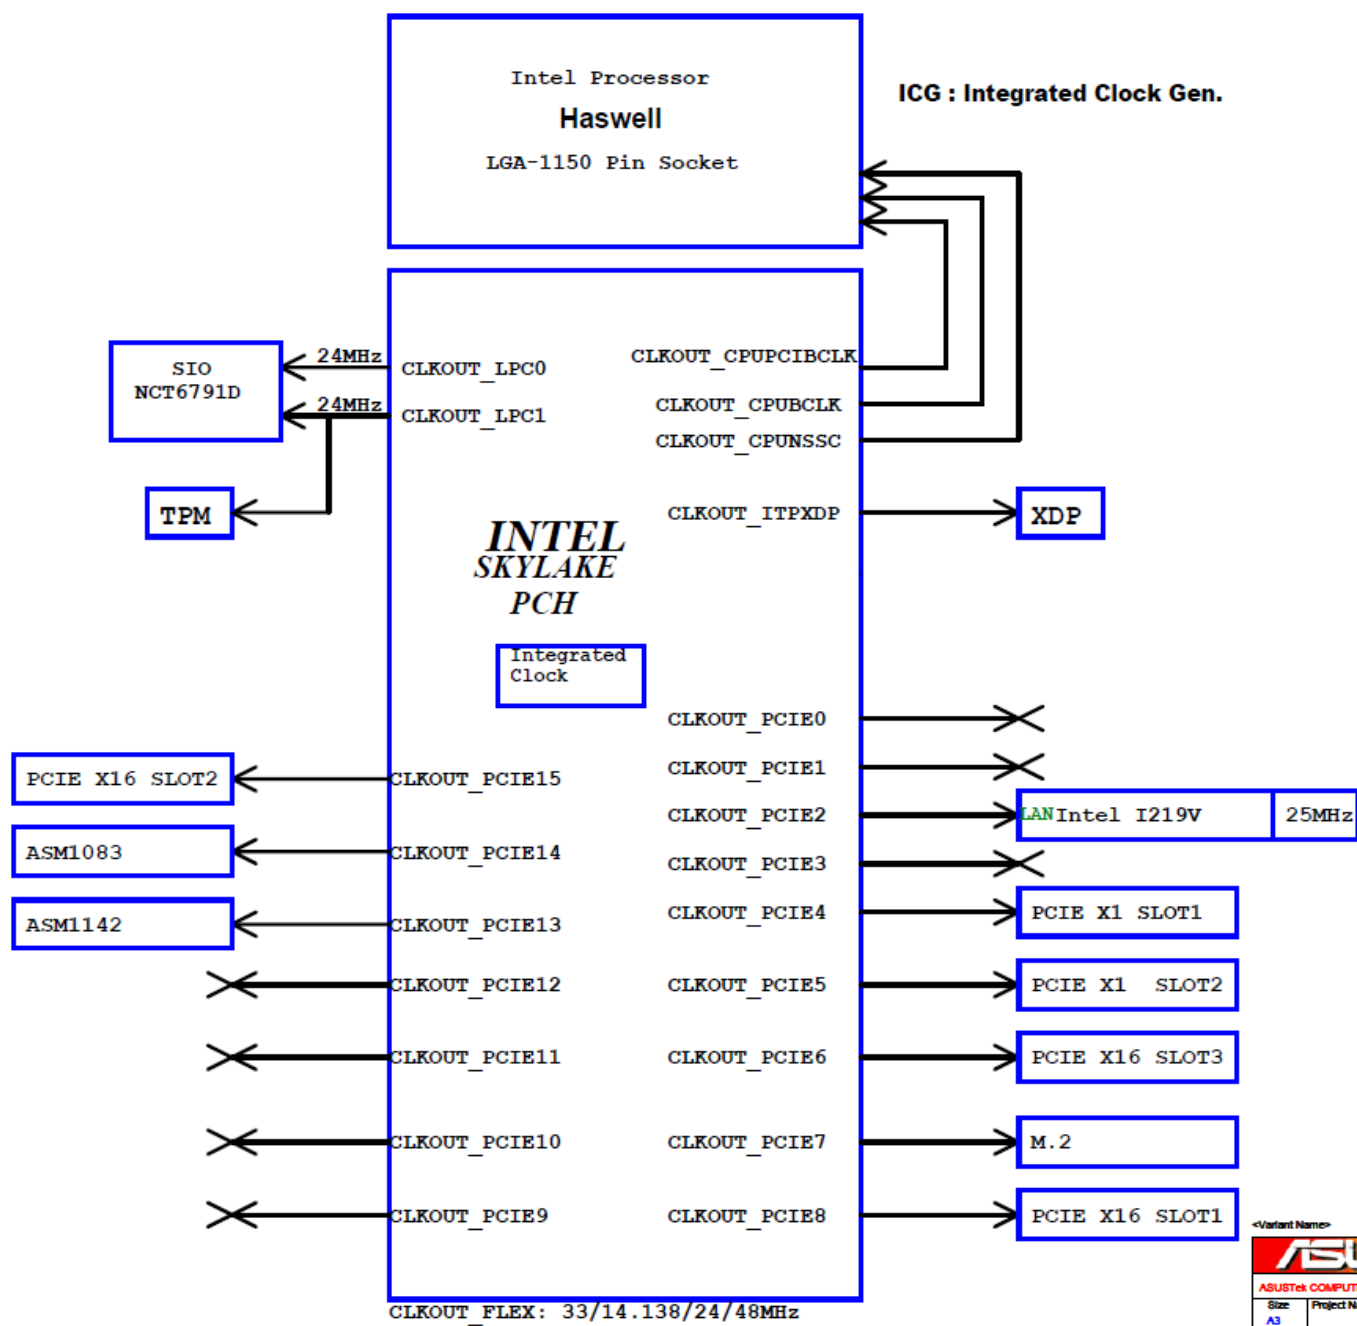 Intel Processor
Haswell
LGA-1150 Pin Socket
ICG : Integrated Clock Gen.
SIO
NCT6791D
24MHz
24MHz
CLKOUT_LPC0
CLKOUT_LPC1
TPM
CLKOUT_CPUPCIBCLK
CLKOUT_CPUBCLK
CLKOUT_CPUNSSC
CLKOUT_ITPXDP
XDP
INTEL
SKYLAKE
PCH
Integrated
Clock
CLKOUT_PCIE0
CLKOUT_PCIE1
CLKOUT_PCIE2
LAN Intel I219V
25MHz
CLKOUT_PCIE3
CLKOUT_PCIE4
PCIE X1 SLOT1
CLKOUT_PCIE5
PCIE X1 SLOT2
CLKOUT_PCIE6
PCIE X16 SLOT3
CLKOUT_PCIE7
M.2
CLKOUT_PCIE8
PCIE X16 SLOT1
PCIE X16 SLOT2
CLKOUT_PCIE15
ASM1083
CLKOUT_PCIE14
ASM1142
CLKOUT_PCIE13
CLKOUT_PCIE12
CLKOUT_PCIE11
CLKOUT_PCIE10
CLKOUT_PCIE9
CLKOUT_FLEX: 33/14.138/24/48MHz
<Variant Name>
ASUSTek
Size
Project
A3